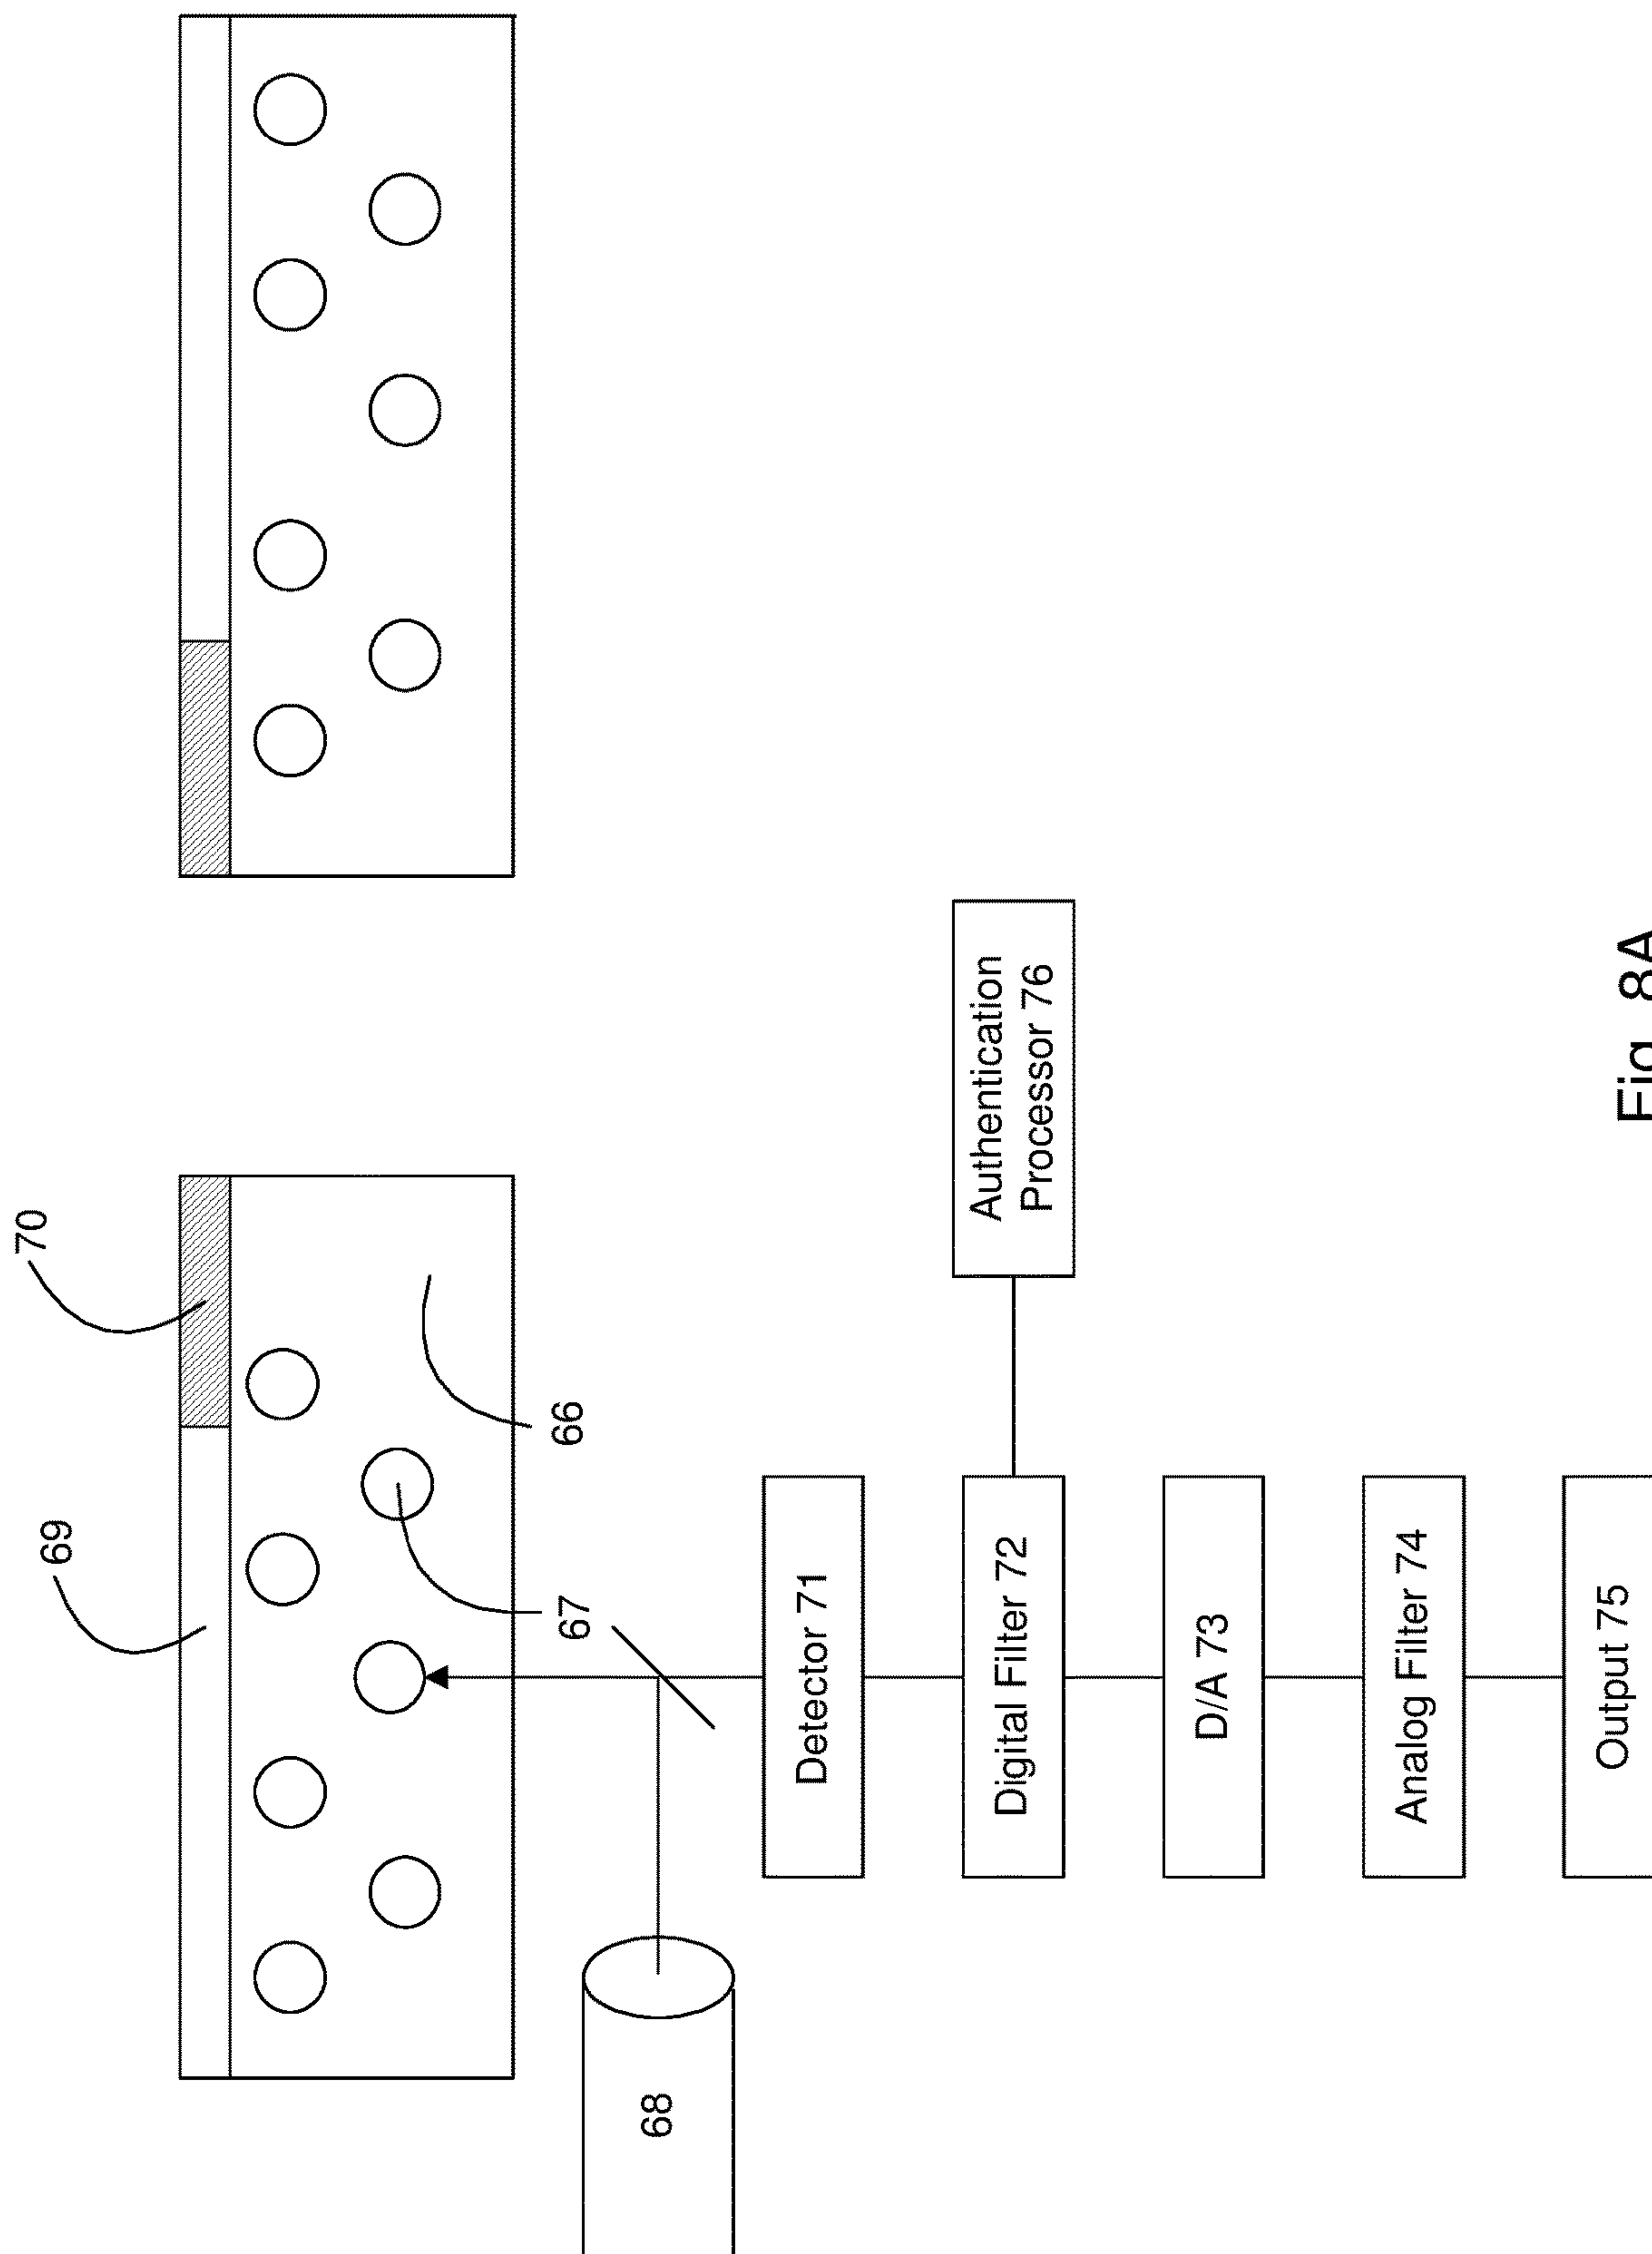 70
69
66
67
68
Detector 71
Digital Filter 72
Authentication
Processor 76
D/A 73
Analog Filter 74
Output 75
Fig. 8A